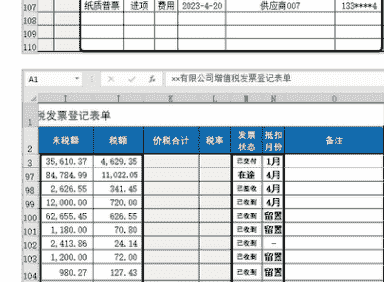 107 纸质普票 进项 费用 2023-4-20 供应商007 133****4
108
109
110
A1 fx ××有限公司增值税发票登记表单
I J K L M N O
1 税发票登记表单
2 未税额 税额 价税合计 税率 发票状态 抵扣月份 备注
3 35,610.37 4,629.35 已交付 1月
97 84,784.99 11,022.05 在途 4月
98 2,626.55 341.45 已签收 4月
99 12,000.00 720.00 已收到 4月
100 62,655.45 626.55 已收到 留置
101 1,180.00 70.80 已收到 留置
102 2,413.86 24.14 已收到 -
103 1,200.00 72.00 已收到 留置
104 980.27 127.43 已收到 留置